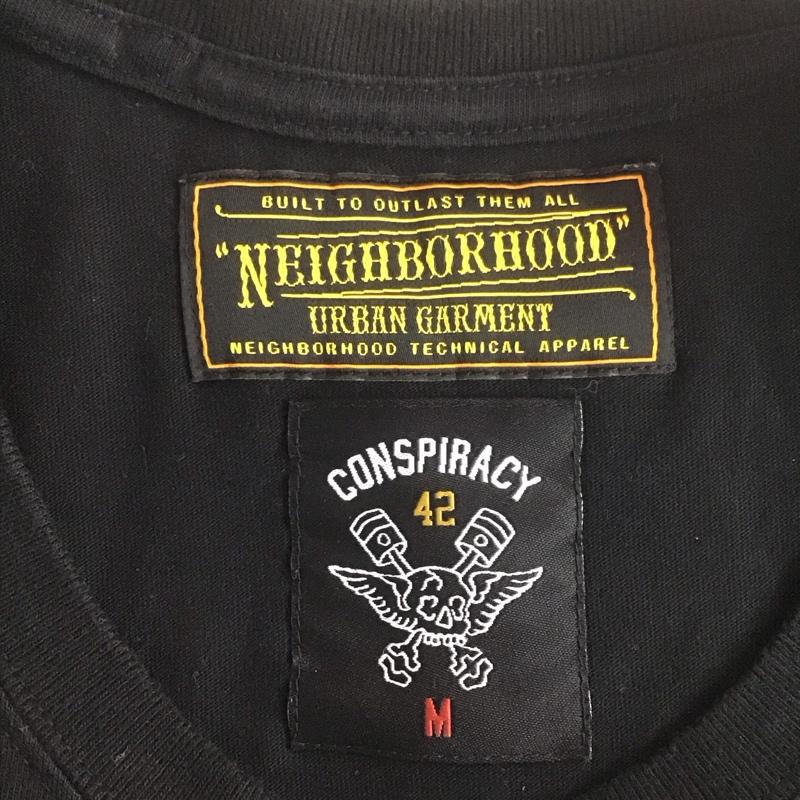 BUILT TO OUTLAST THEM ALL
"NEIGHBORHOOD"
URBAN GARMENT
NEIGHBORHOOD TECHNICAL APPAREL
CONSPIRACY
42
M